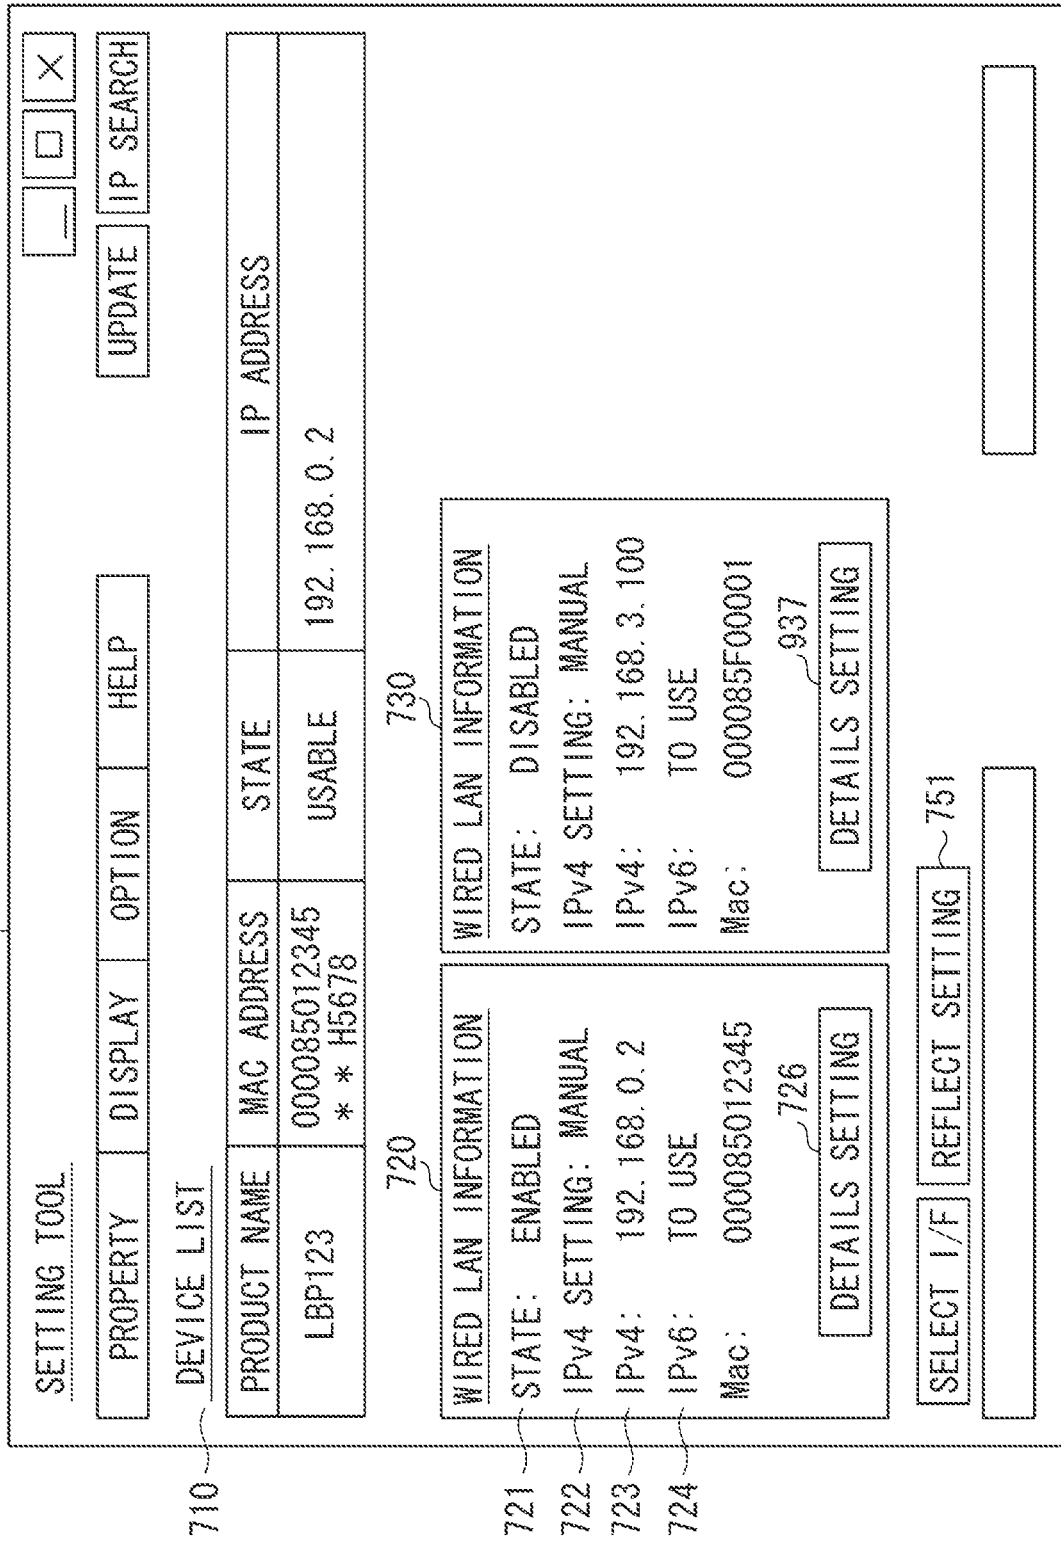 SETTING TOOL
PROPERTY DISPLAY OPTION HELP UPDATE IP SEARCH
710 DEVICE LIST
PRODUCT NAME MAC ADDRESS STATE IP ADDRESS
LBP123 000085012345 USABLE 192.168.0.2
**H5678
720 730
WIRED LAN INFORMATION
721 STATE: ENABLED
722 IPv4 SETTING: MANUAL
723 IPv4: 192.168.0.2
724 IPv6: TO USE
Mac: 000085012345
726
DETAILS SETTING
WIRED LAN INFORMATION
STATE: DISABLED
IPv4 SETTING: MANUAL
IPv4: 192.168.3.100
IPv6: TO USE
Mac: 000085F00001
937
DETAILS SETTING
SELECT I/F REFLECT SETTING 751